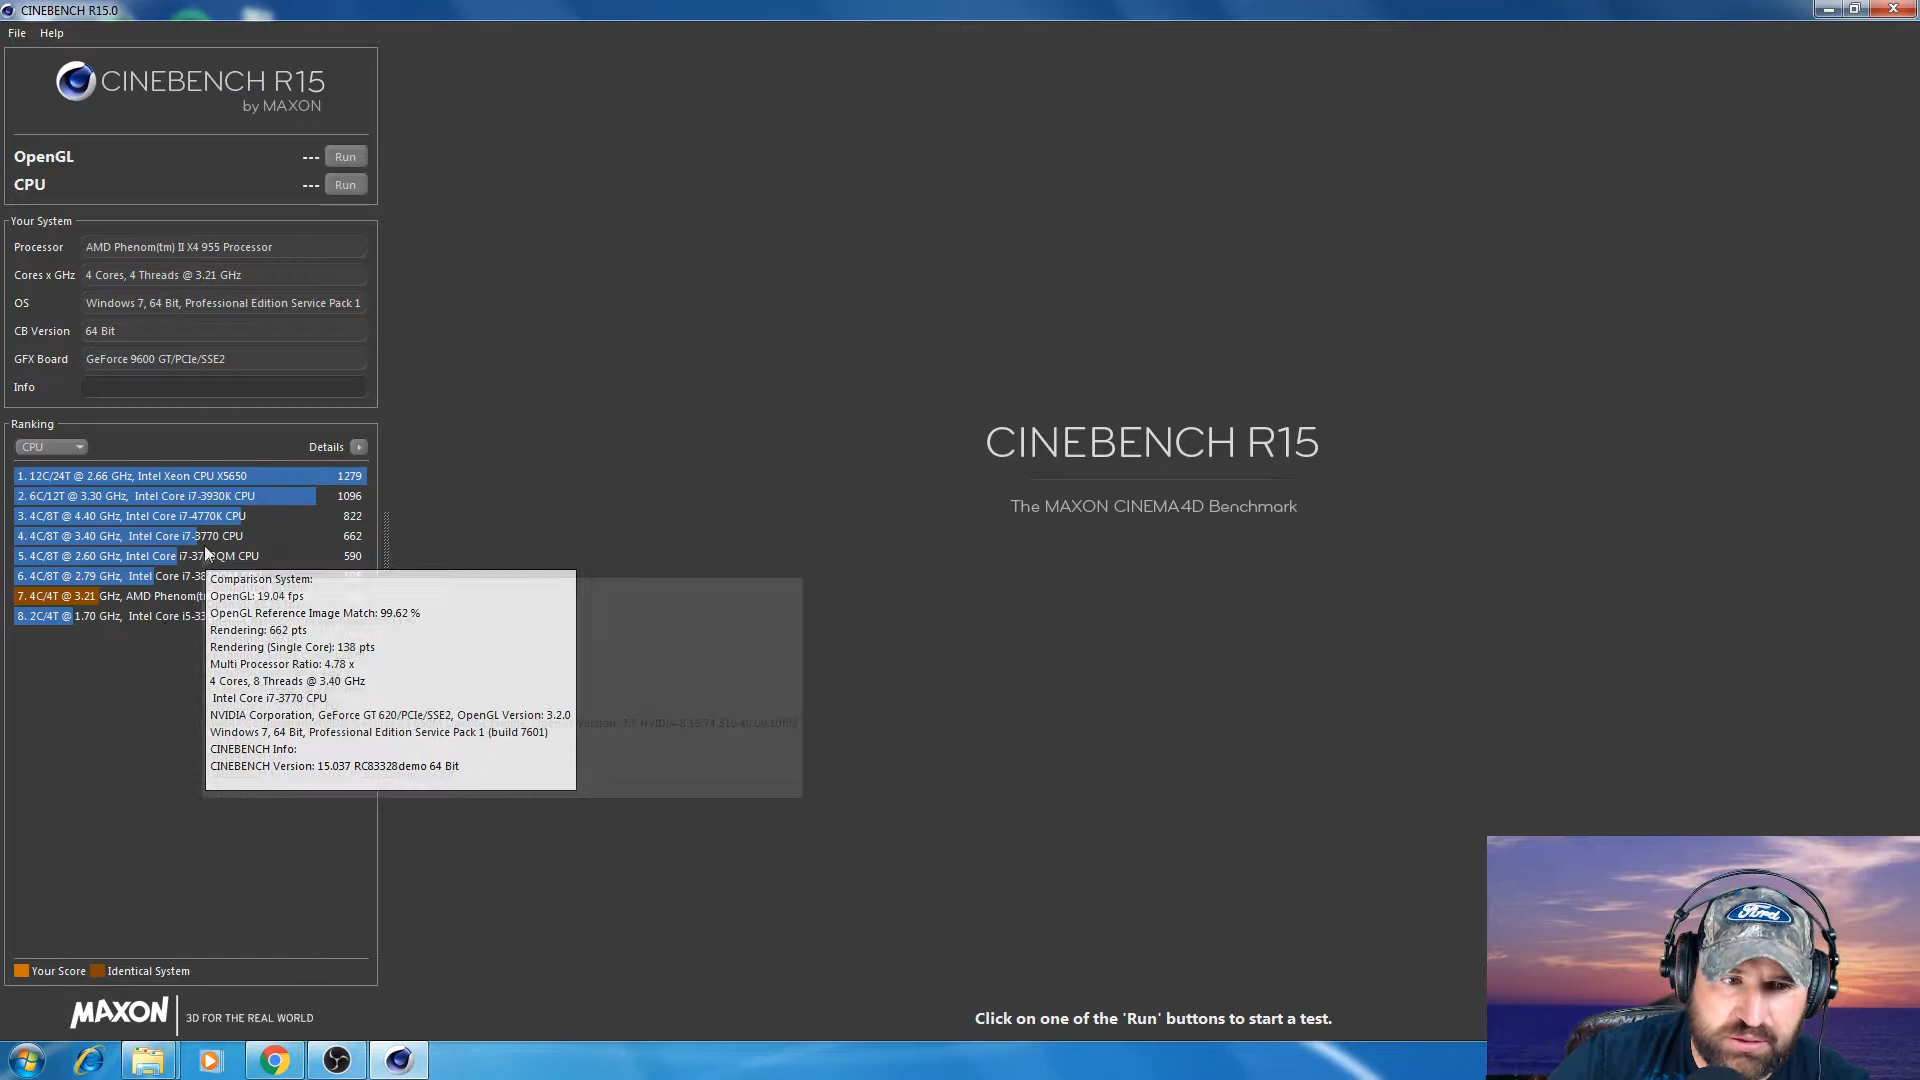 CINEBENCH R15.0
File Help
CINEBENCH R15
by MAXON
OpenGL --- Run
CPU --- Run
Your System
Processor AMD Phenom(tm) II X4 955 Processor
Cores x GHz 4 Cores, 4 Threads @ 3.21 GHz
OS Windows 7, 64 Bit, Professional Edition Service Pack 1
CB Version 64 Bit
GFX Board GeForce 9600 GT/PCIe/SSE2
Info
Ranking
CPU Details
1. 12C/24T @ 2.66 GHz, Intel Xeon CPU X5650 1279
2. 6C/12T @ 3.30 GHz, Intel Core i7-3930K CPU 1096
3. 4C/8T @ 4.40 GHz, Intel Core i7-4770K CPU 822
4. 4C/8T @ 3.40 GHz, Intel Core i7-3770 CPU 662
5. 4C/8T @ 2.60 GHz, Intel Core CPU 590
6. 4C/8T @ 2.79 GHz, Intel Core
7. 4C/4T @ 3.21 GHz, AMD
8. 2C/4T @ 1.70 GHz, Intel Core
Comparison System:
OpenGL: 19.04 fps
OpenGL Reference Image Match: 99.62 %
Rendering: 662 pts
Rendering (Single Core): 138 pts
Multi Processor Ratio: 4.78 x
4 Cores, 8 Threads @ 3.40 GHz
Intel Core i7-3770 CPU
NVIDIA Corporation, GeForce GT 620/PCIe/SSE2, OpenGL Version: 3.2.0
Windows 7, 64 Bit, Professional Edition Service Pack 1 (build 7601)
CINEBENCH Info:
CINEBENCH Version: 15.037 RC83328demo 64 Bit
Your Score Identical System
MAXON 3D FOR THE REAL WORLD
CINEBENCH R15
The MAXON CINEMA4D Benchmark
Click on one of the 'Run' buttons to start a test.
Ford